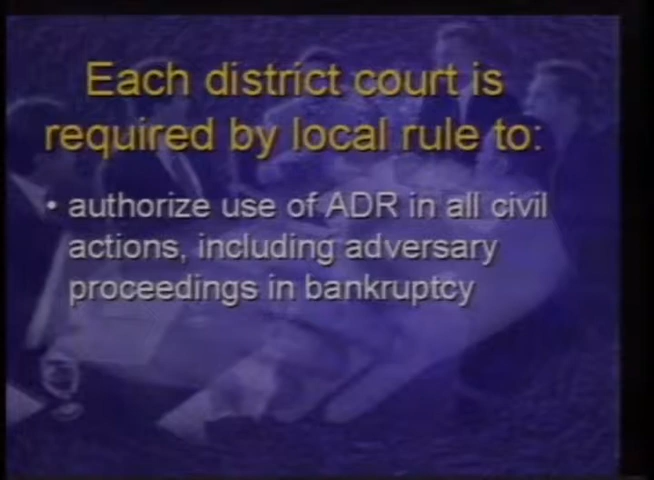 Each district court is
required by local rule to:
• authorize use of ADR in all civil
actions, including adversary
proceedings in bankruptcy